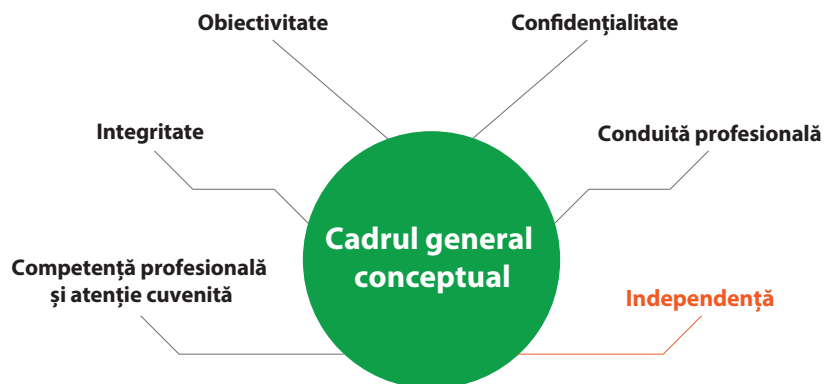 Obiectivitate
Confidențialitate
Integritate
Conduită profesională
Cadrul general
conceptual
Competență profesională
și atenție cuvenită
Independență